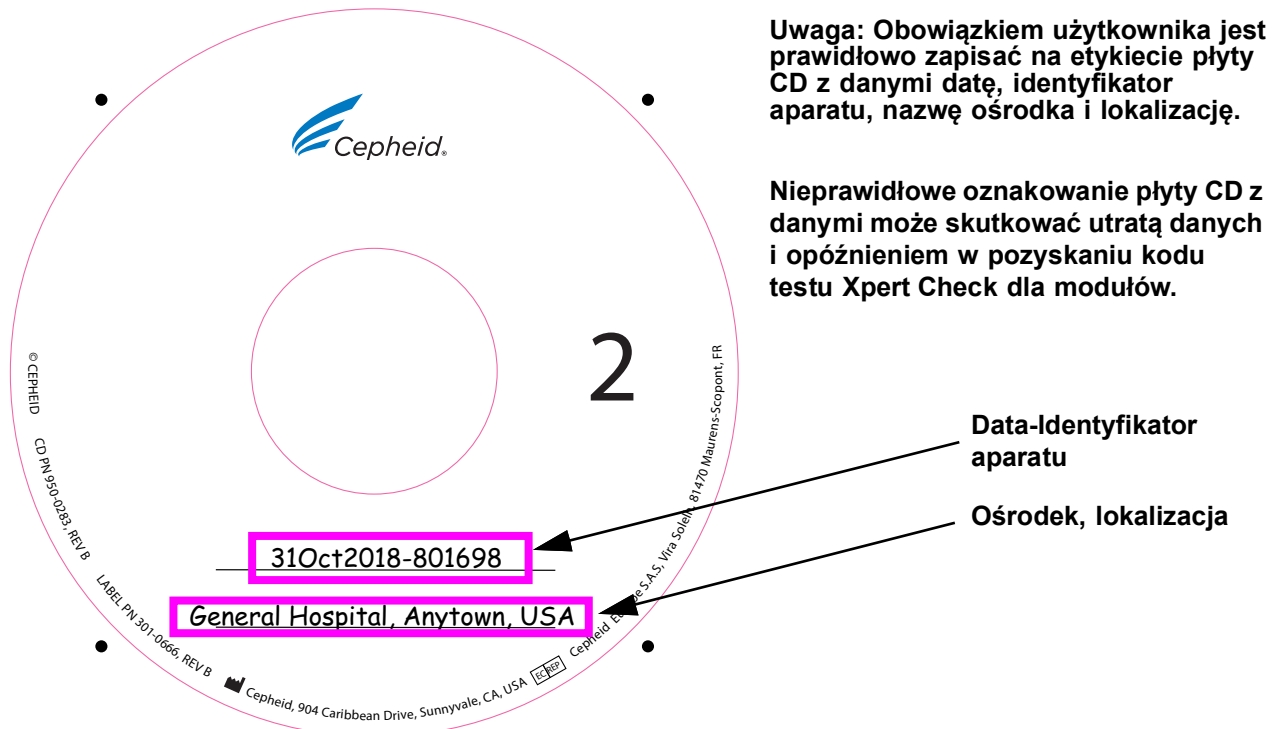 Uwaga: Obowiązkiem użytkownika jest
prawidłowo zapisać na etykiecie płyty
CD z danymi datę, identyfikator
aparatu, nazwę ośrodka i lokalizację.
Nieprawidłowe oznakowanie płyty CD z
danymi może skutkować utratą danych
i opóźnieniem w pozyskaniu kodu
testu Xpert Check dla modułów.
Cepheid®
2
Data-Identyfikator
aparatu
Ośrodek, lokalizacja
31Oct2018-801698
General Hospital, Anytown, USA
© CEPHEID CD PN 950-0283, REV B LABEL PN 301-0666, REV B Cepheid, 904 Caribbean Drive, Sunnyvale, CA, USA EC REP Cepheid S.A.S, Vira Solelh, 81470 Maurens-Scopont, FR